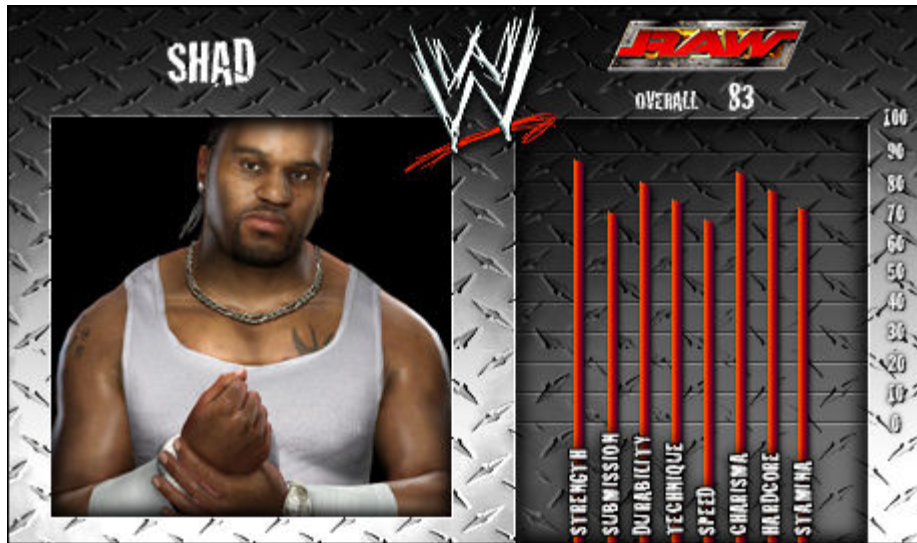 SHAD
W
RAW
OVERALL 83
100
90
80
70
60
50
40
30
20
10
0
STRENGTH
SUBMISSION
DURABILITY
TECHNIQUE
SPEED
CHARISMA
HARDCORE
STAMINA